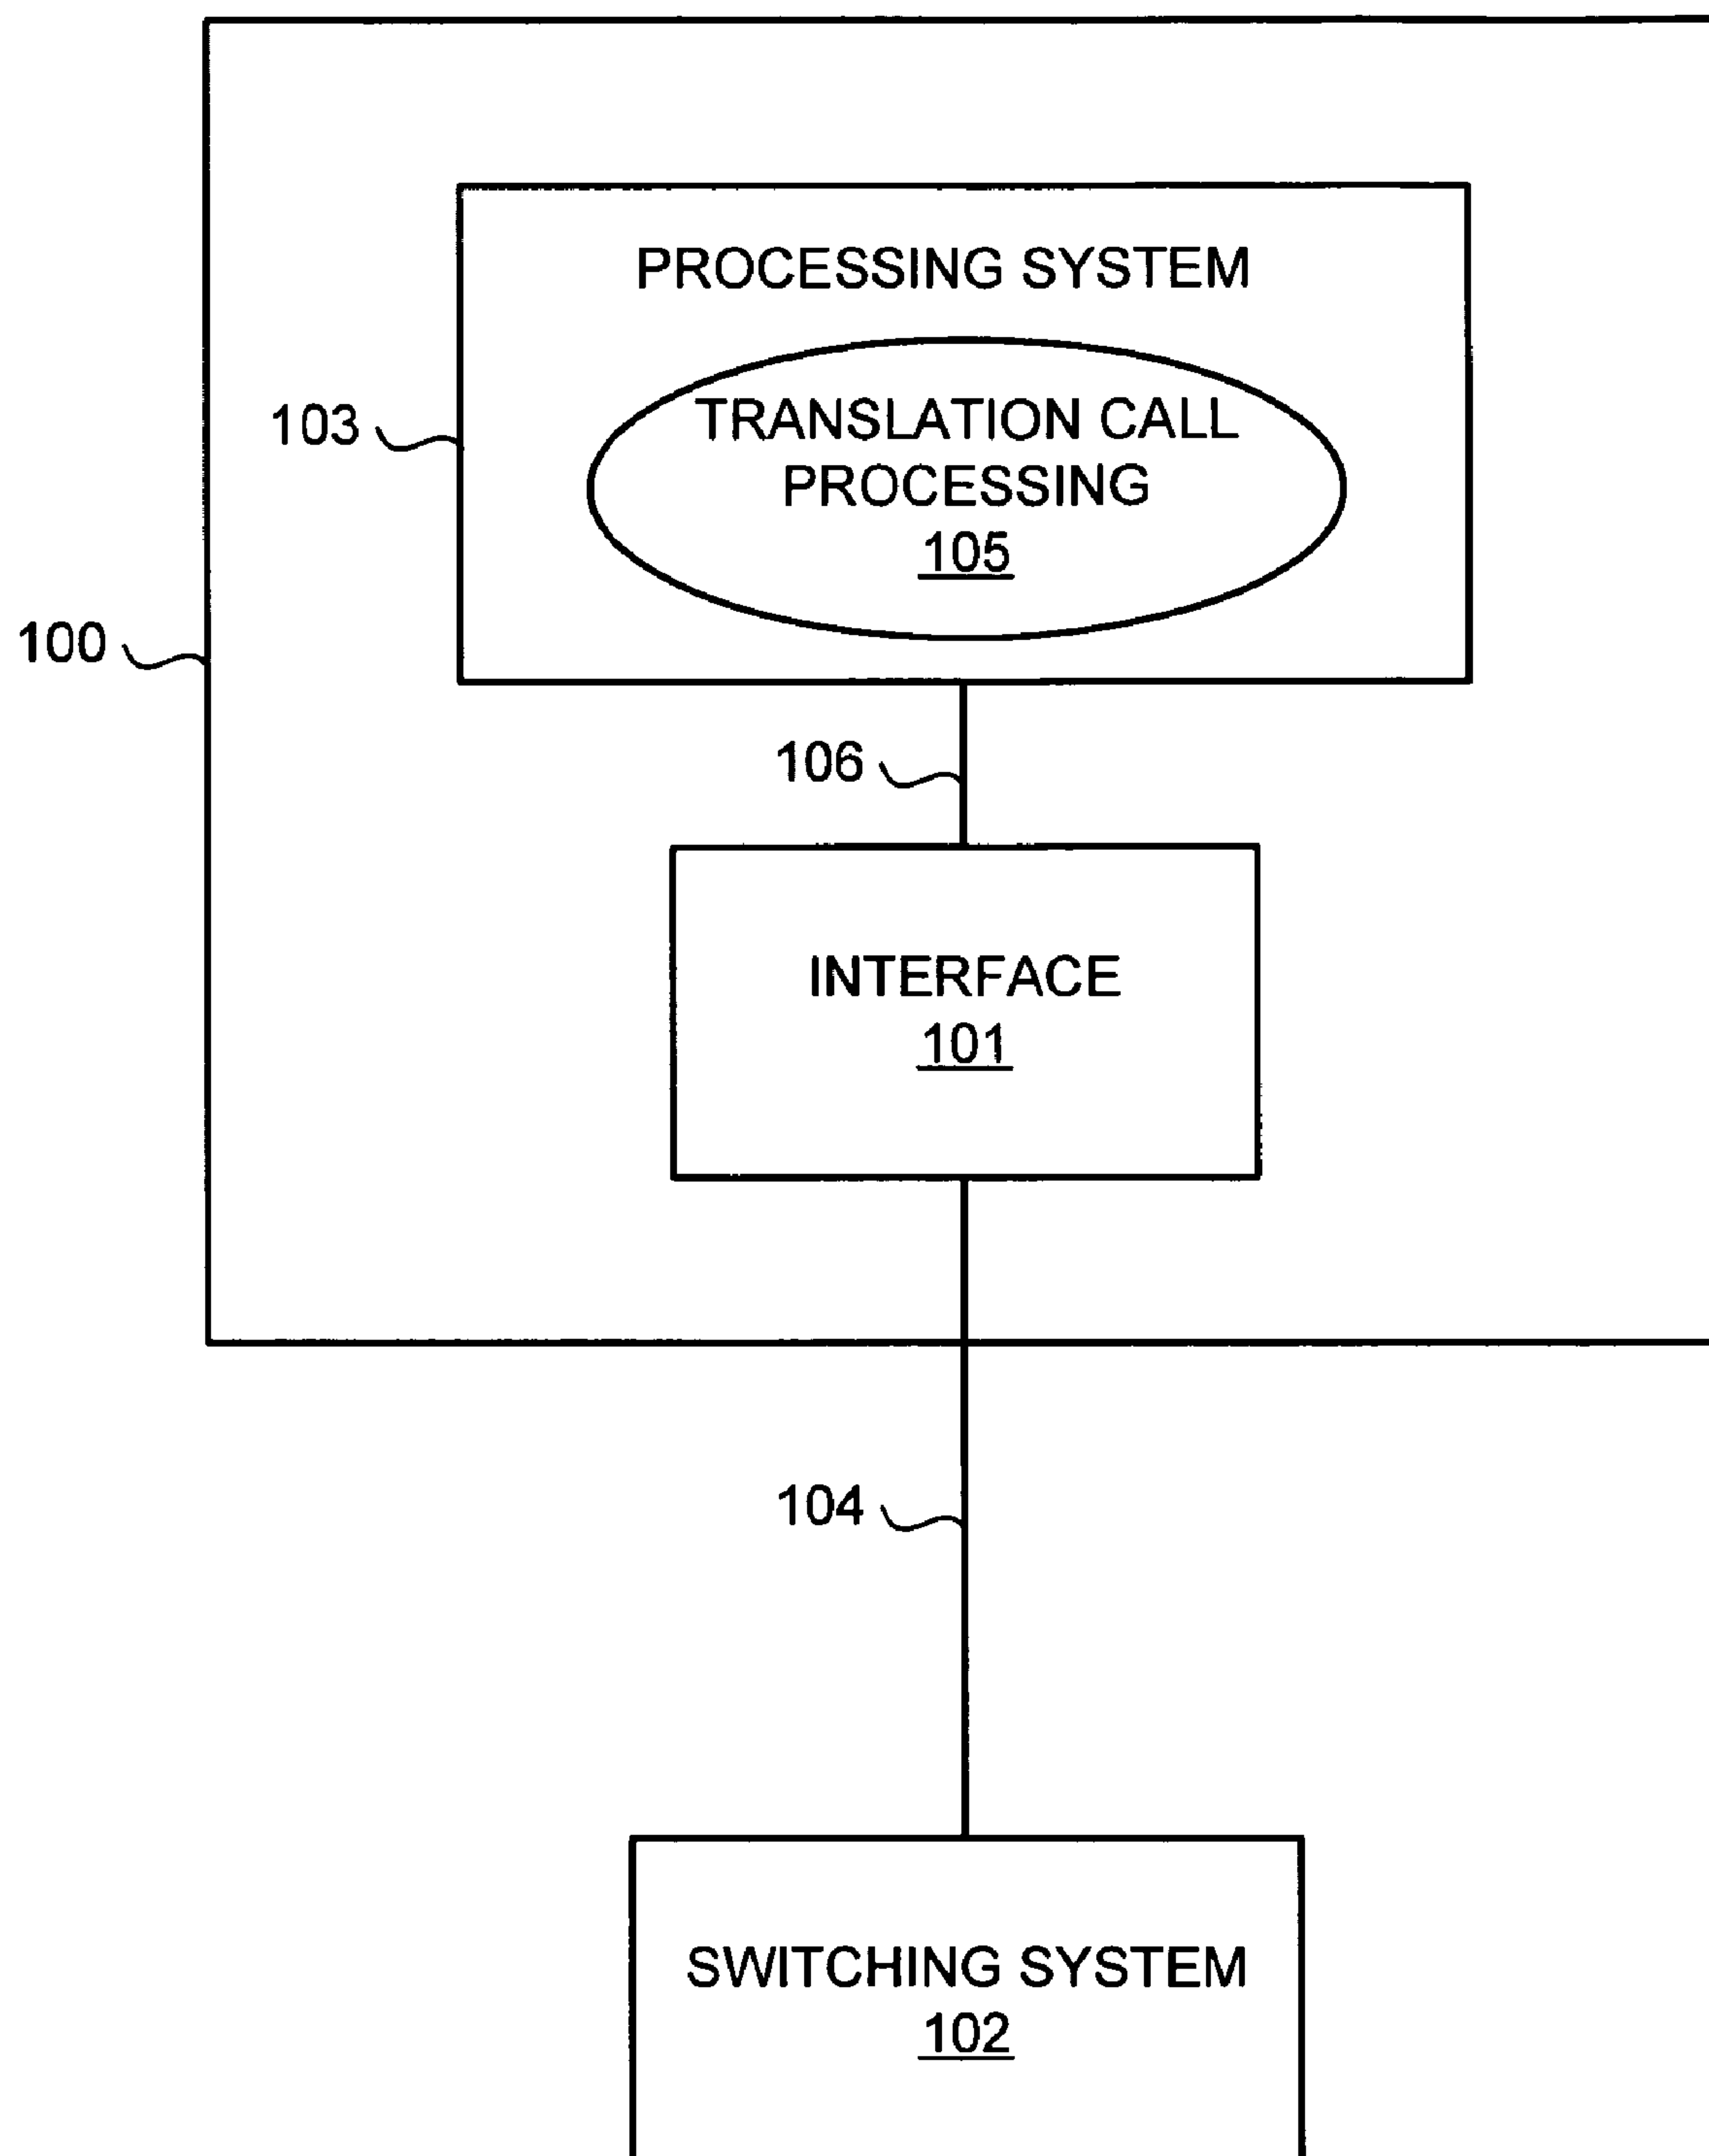 PROCESSING SYSTEM
TRANSLATION CALL
PROCESSING
105
103
100
106
INTERFACE
101
104
SWITCHING SYSTEM
102